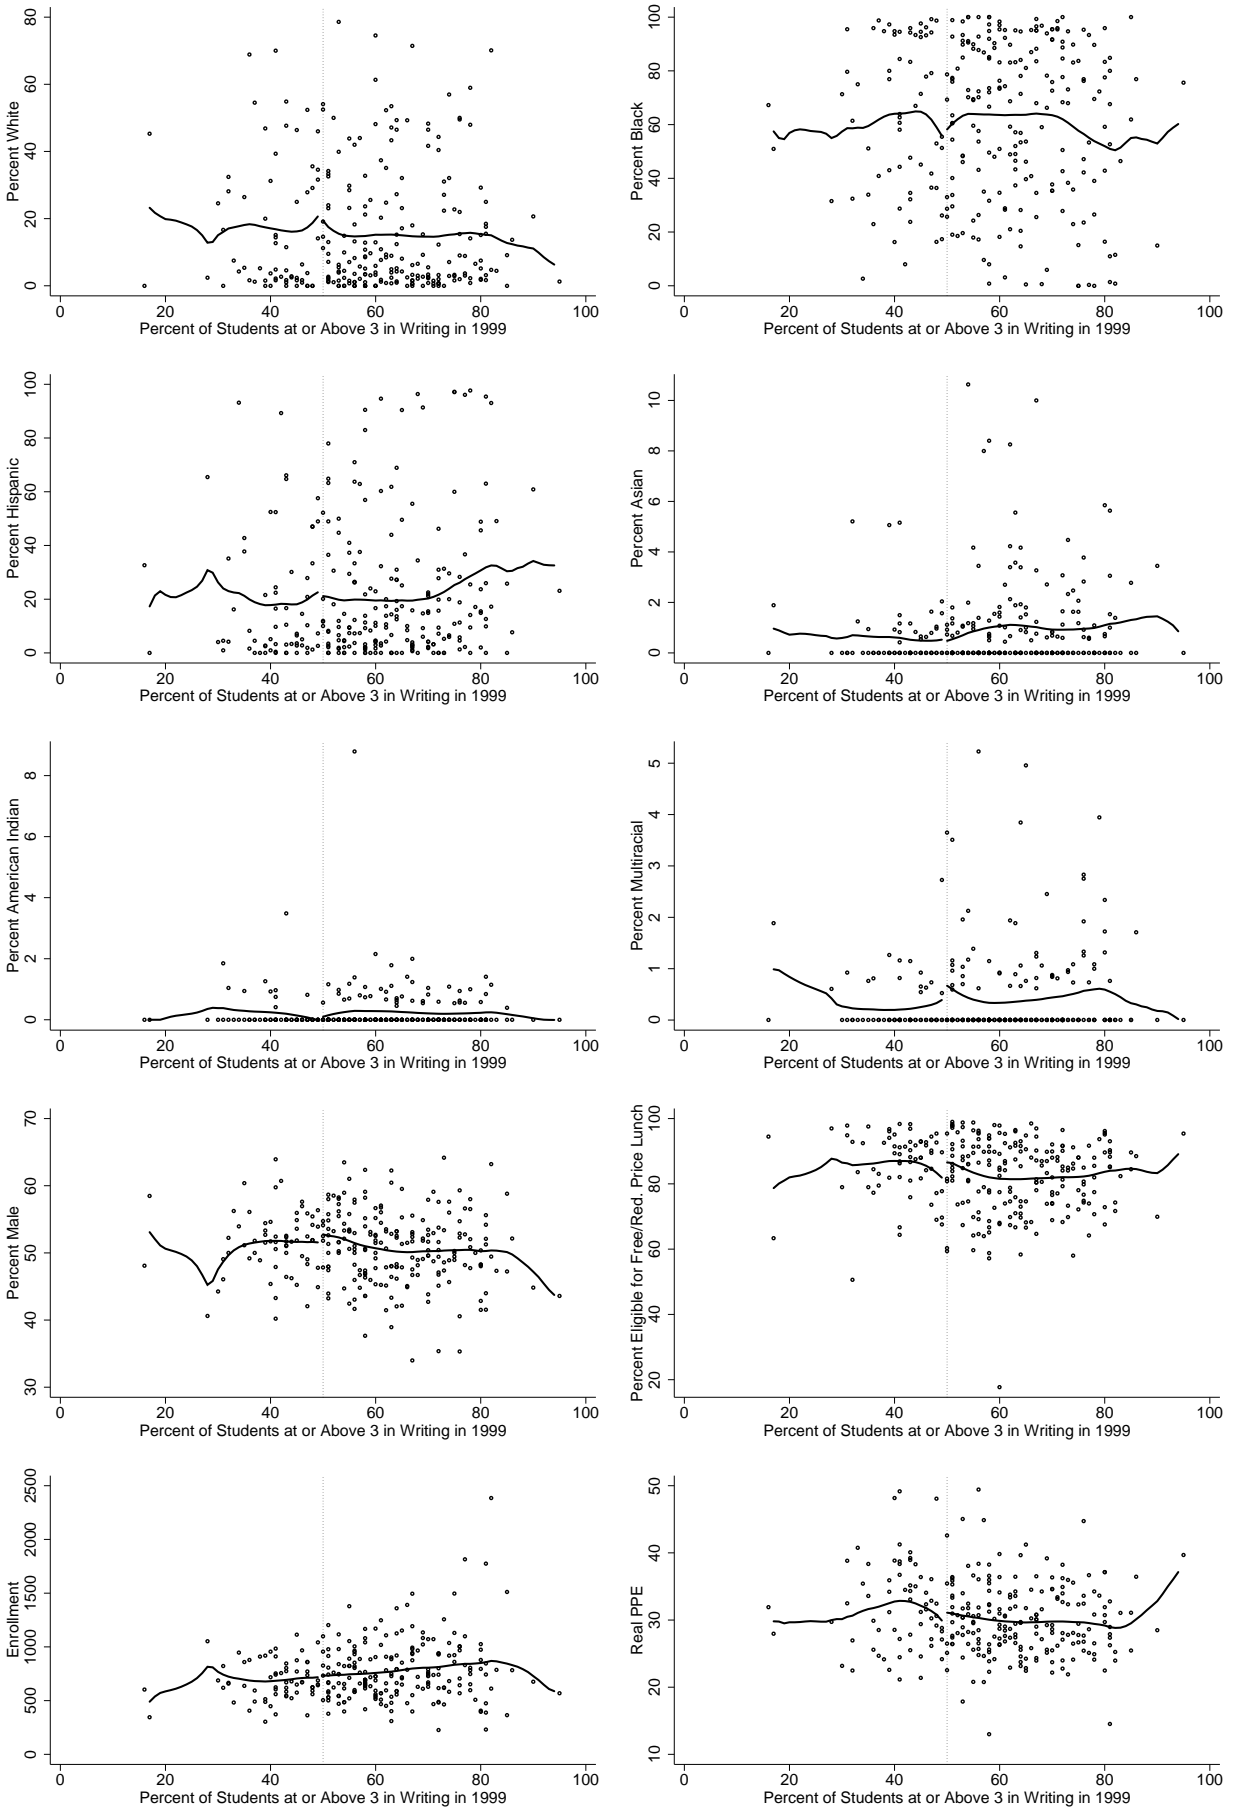 Percent White
80
60
40
20
0
0 20 40 60 80 100
Percent of Students at or Above 3 in Writing in 1999
Percent Black
100
80
60
40
20
0
0 20 40 60 80 100
Percent of Students at or Above 3 in Writing in 1999
Percent Hispanic
100
80
60
40
20
0
0 20 40 60 80 100
Percent of Students at or Above 3 in Writing in 1999
Percent Asian
10
8
6
4
2
0
0 20 40 60 80 100
Percent of Students at or Above 3 in Writing in 1999
Percent American Indian
8
6
4
2
0
0 20 40 60 80 100
Percent of Students at or Above 3 in Writing in 1999
Percent Multiracial
5
4
3
2
1
0
0 20 40 60 80 100
Percent of Students at or Above 3 in Writing in 1999
Percent Male
70
60
50
40
30
0 20 40 60 80 100
Percent of Students at or Above 3 in Writing in 1999
Percent Eligible for Free/Red. Price Lunch
100
80
60
40
20
0 20 40 60 80 100
Percent of Students at or Above 3 in Writing in 1999
Enrollment
2500
2000
1500
1000
500
0
0 20 40 60 80 100
Percent of Students at or Above 3 in Writing in 1999
Real PPE
50
40
30
20
10
0 20 40 60 80 100
Percent of Students at or Above 3 in Writing in 1999